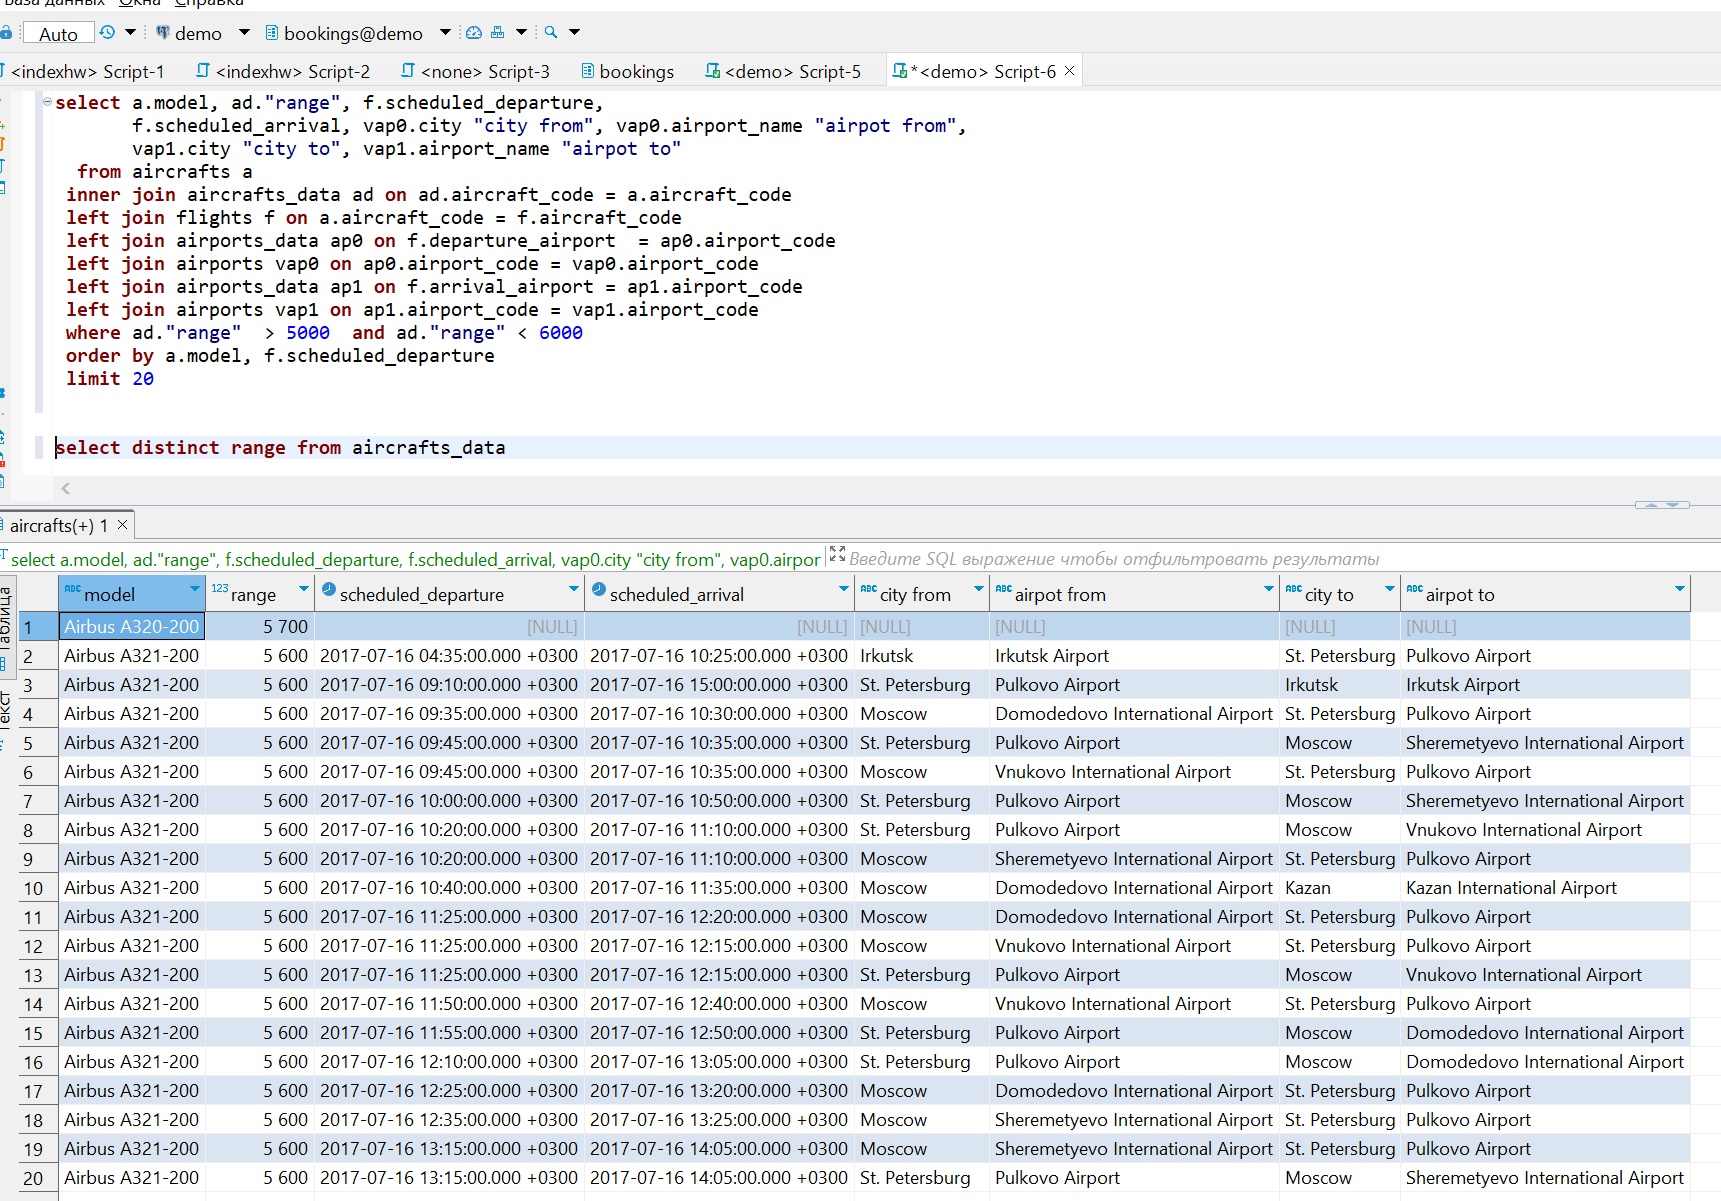 База данных Окна Справка
Auto demo bookings@demo
<indexhw> Script-1 <indexhw> Script-2 <none> Script-3 bookings <demo> Script-5 *<demo> Script-6
select a.model, ad."range", f.scheduled_departure,
f.scheduled_arrival, vap0.city "city from", vap0.airport_name "airpot from",
vap1.city "city to", vap1.airport_name "airpot to"
from aircrafts a
inner join aircrafts_data ad on ad.aircraft_code = a.aircraft_code
left join flights f on a.aircraft_code = f.aircraft_code
left join airports_data ap0 on f.departure_airport  = ap0.airport_code
left join airports vap0 on ap0.airport_code = vap0.airport_code
left join airports_data ap1 on f.arrival_airport = ap1.airport_code
left join airports vap1 on ap1.airport_code = vap1.airport_code
where ad."range"  > 5000  and ad."range" < 6000
order by a.model, f.scheduled_departure
limit 20
select distinct range from aircrafts_data
aircrafts(+) 1
select a.model, ad."range", f.scheduled_departure, f.scheduled_arrival, vap0.city "city from", vap0.airpor Введите SQL выражение чтобы отфильтровать результаты
Таблица
Текст
ABC model 123 range scheduled_departure scheduled_arrival ABC city from ABC airpot from ABC city to ABC airpot to
1 Airbus A320-200 5 700 [NULL] [NULL] [NULL] [NULL] [NULL] [NULL]
2 Airbus A321-200 5 600 2017-07-16 04:35:00.000 +0300 2017-07-16 10:25:00.000 +0300 Irkutsk Irkutsk Airport St. Petersburg Pulkovo Airport
3 Airbus A321-200 5 600 2017-07-16 09:10:00.000 +0300 2017-07-16 15:00:00.000 +0300 St. Petersburg Pulkovo Airport Irkutsk Irkutsk Airport
4 Airbus A321-200 5 600 2017-07-16 09:35:00.000 +0300 2017-07-16 10:30:00.000 +0300 Moscow Domodedovo International Airport St. Petersburg Pulkovo Airport
5 Airbus A321-200 5 600 2017-07-16 09:45:00.000 +0300 2017-07-16 10:35:00.000 +0300 St. Petersburg Pulkovo Airport Moscow Sheremetyevo International Airport
6 Airbus A321-200 5 600 2017-07-16 09:45:00.000 +0300 2017-07-16 10:35:00.000 +0300 Moscow Vnukovo International Airport St. Petersburg Pulkovo Airport
7 Airbus A321-200 5 600 2017-07-16 10:00:00.000 +0300 2017-07-16 10:50:00.000 +0300 St. Petersburg Pulkovo Airport Moscow Sheremetyevo International Airport
8 Airbus A321-200 5 600 2017-07-16 10:20:00.000 +0300 2017-07-16 11:10:00.000 +0300 St. Petersburg Pulkovo Airport Moscow Vnukovo International Airport
9 Airbus A321-200 5 600 2017-07-16 10:20:00.000 +0300 2017-07-16 11:10:00.000 +0300 Moscow Sheremetyevo International Airport St. Petersburg Pulkovo Airport
10 Airbus A321-200 5 600 2017-07-16 10:40:00.000 +0300 2017-07-16 11:35:00.000 +0300 Moscow Domodedovo International Airport Kazan Kazan International Airport
11 Airbus A321-200 5 600 2017-07-16 11:25:00.000 +0300 2017-07-16 12:20:00.000 +0300 Moscow Domodedovo International Airport St. Petersburg Pulkovo Airport
12 Airbus A321-200 5 600 2017-07-16 11:25:00.000 +0300 2017-07-16 12:15:00.000 +0300 Moscow Vnukovo International Airport St. Petersburg Pulkovo Airport
13 Airbus A321-200 5 600 2017-07-16 11:25:00.000 +0300 2017-07-16 12:15:00.000 +0300 St. Petersburg Pulkovo Airport Moscow Vnukovo International Airport
14 Airbus A321-200 5 600 2017-07-16 11:50:00.000 +0300 2017-07-16 12:40:00.000 +0300 Moscow Vnukovo International Airport St. Petersburg Pulkovo Airport
15 Airbus A321-200 5 600 2017-07-16 11:55:00.000 +0300 2017-07-16 12:50:00.000 +0300 St. Petersburg Pulkovo Airport Moscow Domodedovo International Airport
16 Airbus A321-200 5 600 2017-07-16 12:10:00.000 +0300 2017-07-16 13:05:00.000 +0300 St. Petersburg Pulkovo Airport Moscow Domodedovo International Airport
17 Airbus A321-200 5 600 2017-07-16 12:25:00.000 +0300 2017-07-16 13:20:00.000 +0300 Moscow Domodedovo International Airport St. Petersburg Pulkovo Airport
18 Airbus A321-200 5 600 2017-07-16 12:35:00.000 +0300 2017-07-16 13:25:00.000 +0300 Moscow Sheremetyevo International Airport St. Petersburg Pulkovo Airport
19 Airbus A321-200 5 600 2017-07-16 13:15:00.000 +0300 2017-07-16 14:05:00.000 +0300 Moscow Sheremetyevo International Airport St. Petersburg Pulkovo Airport
20 Airbus A321-200 5 600 2017-07-16 13:15:00.000 +0300 2017-07-16 14:05:00.000 +0300 St. Petersburg Pulkovo Airport Moscow Sheremetyevo International Airport